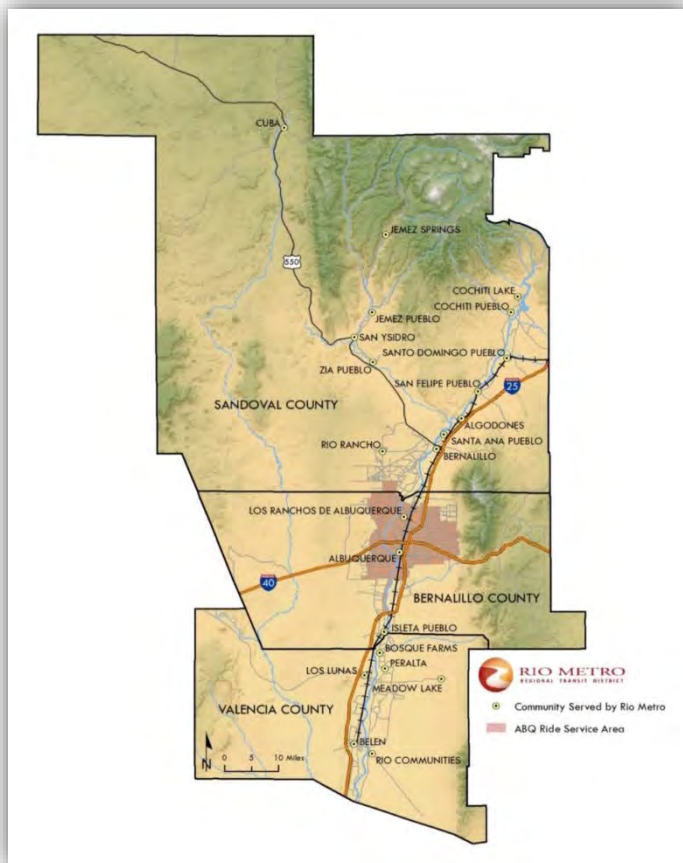 CUBA
JEMEZ SPRINGS
550
COCHITI LAKE
COCHITI PUEBLO
JEMEZ PUEBLO
SAN YSIDRO
SANTO DOMINGO PUEBLO
ZIA PUEBLO
SAN FELIPE PUEBLO
25
SANDOVAL COUNTY
ALGODONES
SANTA ANA PUEBLO
RIO RANCHO
BERNALILLO
LOS RANCHOS DE ALBUQUERQUE
ALBUQUERQUE
40
BERNALILLO COUNTY
ISLETA PUEBLO
BOSQUE FARMS
LOS LUNAS
PERALTA
MEADOW LAKE
RIO METRO
REGIONAL TRANSIT DISTRICT
Community Served by Rio Metro
VALENCIA COUNTY
ABQ Ride Service Area
BELEN
RIO COMMUNITIES
N
0 5 10 Miles